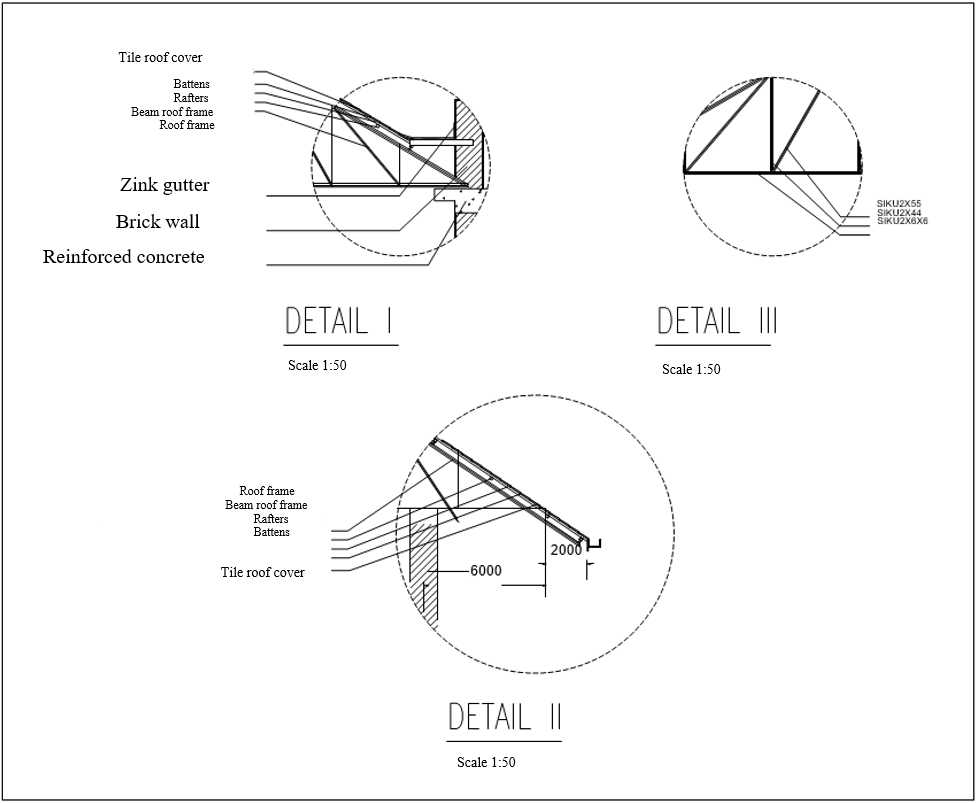 Tile roof cover
Battens
Rafters
Beam roof frame
Roof frame
Zink gutter
Brick wall
Reinforced concrete
DETAIL I
Scale 1:50
SIKU2X55
SIKU2X44
SIKU2X6X6
DETAIL III
Scale 1:50
Roof frame
Beam roof frame
Rafters
Battens
Tile roof cover
2000
6000
DETAIL II
Scale 1:50